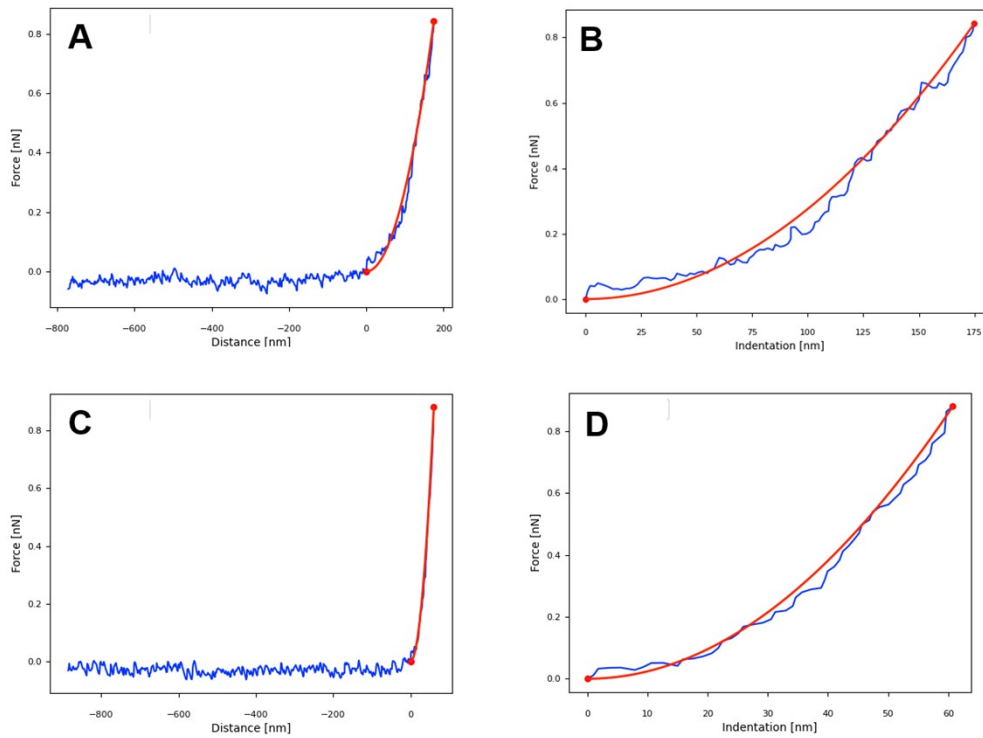 A
Force [nN]
0.8
0.6
0.4
0.2
0.0
−800 −600 −400 −200 0 200
Distance [nm]
B
Force [nN]
0.8
0.6
0.4
0.2
0.0
0 25 50 75 100 125 150 175
Indentation [nm]
C
Force [nN]
0.8
0.6
0.4
0.2
0.0
−800 −600 −400 −200 0
Distance [nm]
D
Force [nN]
0.8
0.6
0.4
0.2
0.0
0 10 20 30 40 50 60
Indentation [nm]